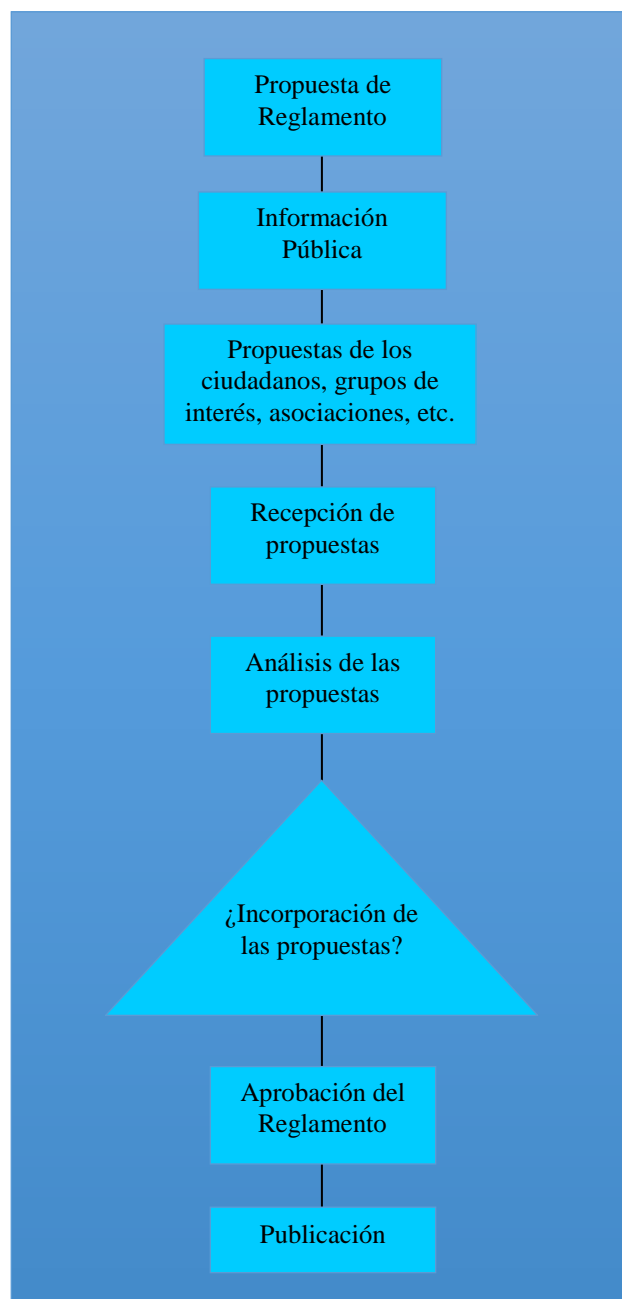 Propuesta de
Reglamento
Información
Pública
Propuestas de los
ciudadanos, grupos de
interés, asociaciones, etc.
Recepción de
propuestas
Análisis de las
propuestas
¿Incorporación de
las propuestas?
Aprobación del
Reglamento
Publicación